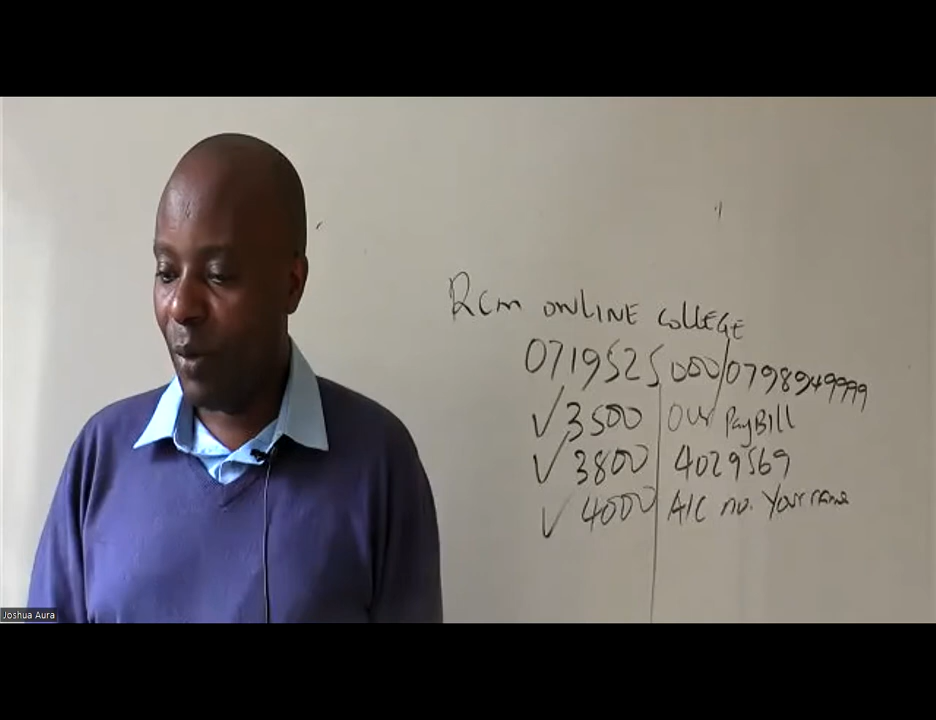 RCM ONLINE COLLEGE
0719525000/0798949999
✓3500 | Our PayBill
✓3800 | 4029569
✓4000 | A/C no. Your name
Joshua Aura